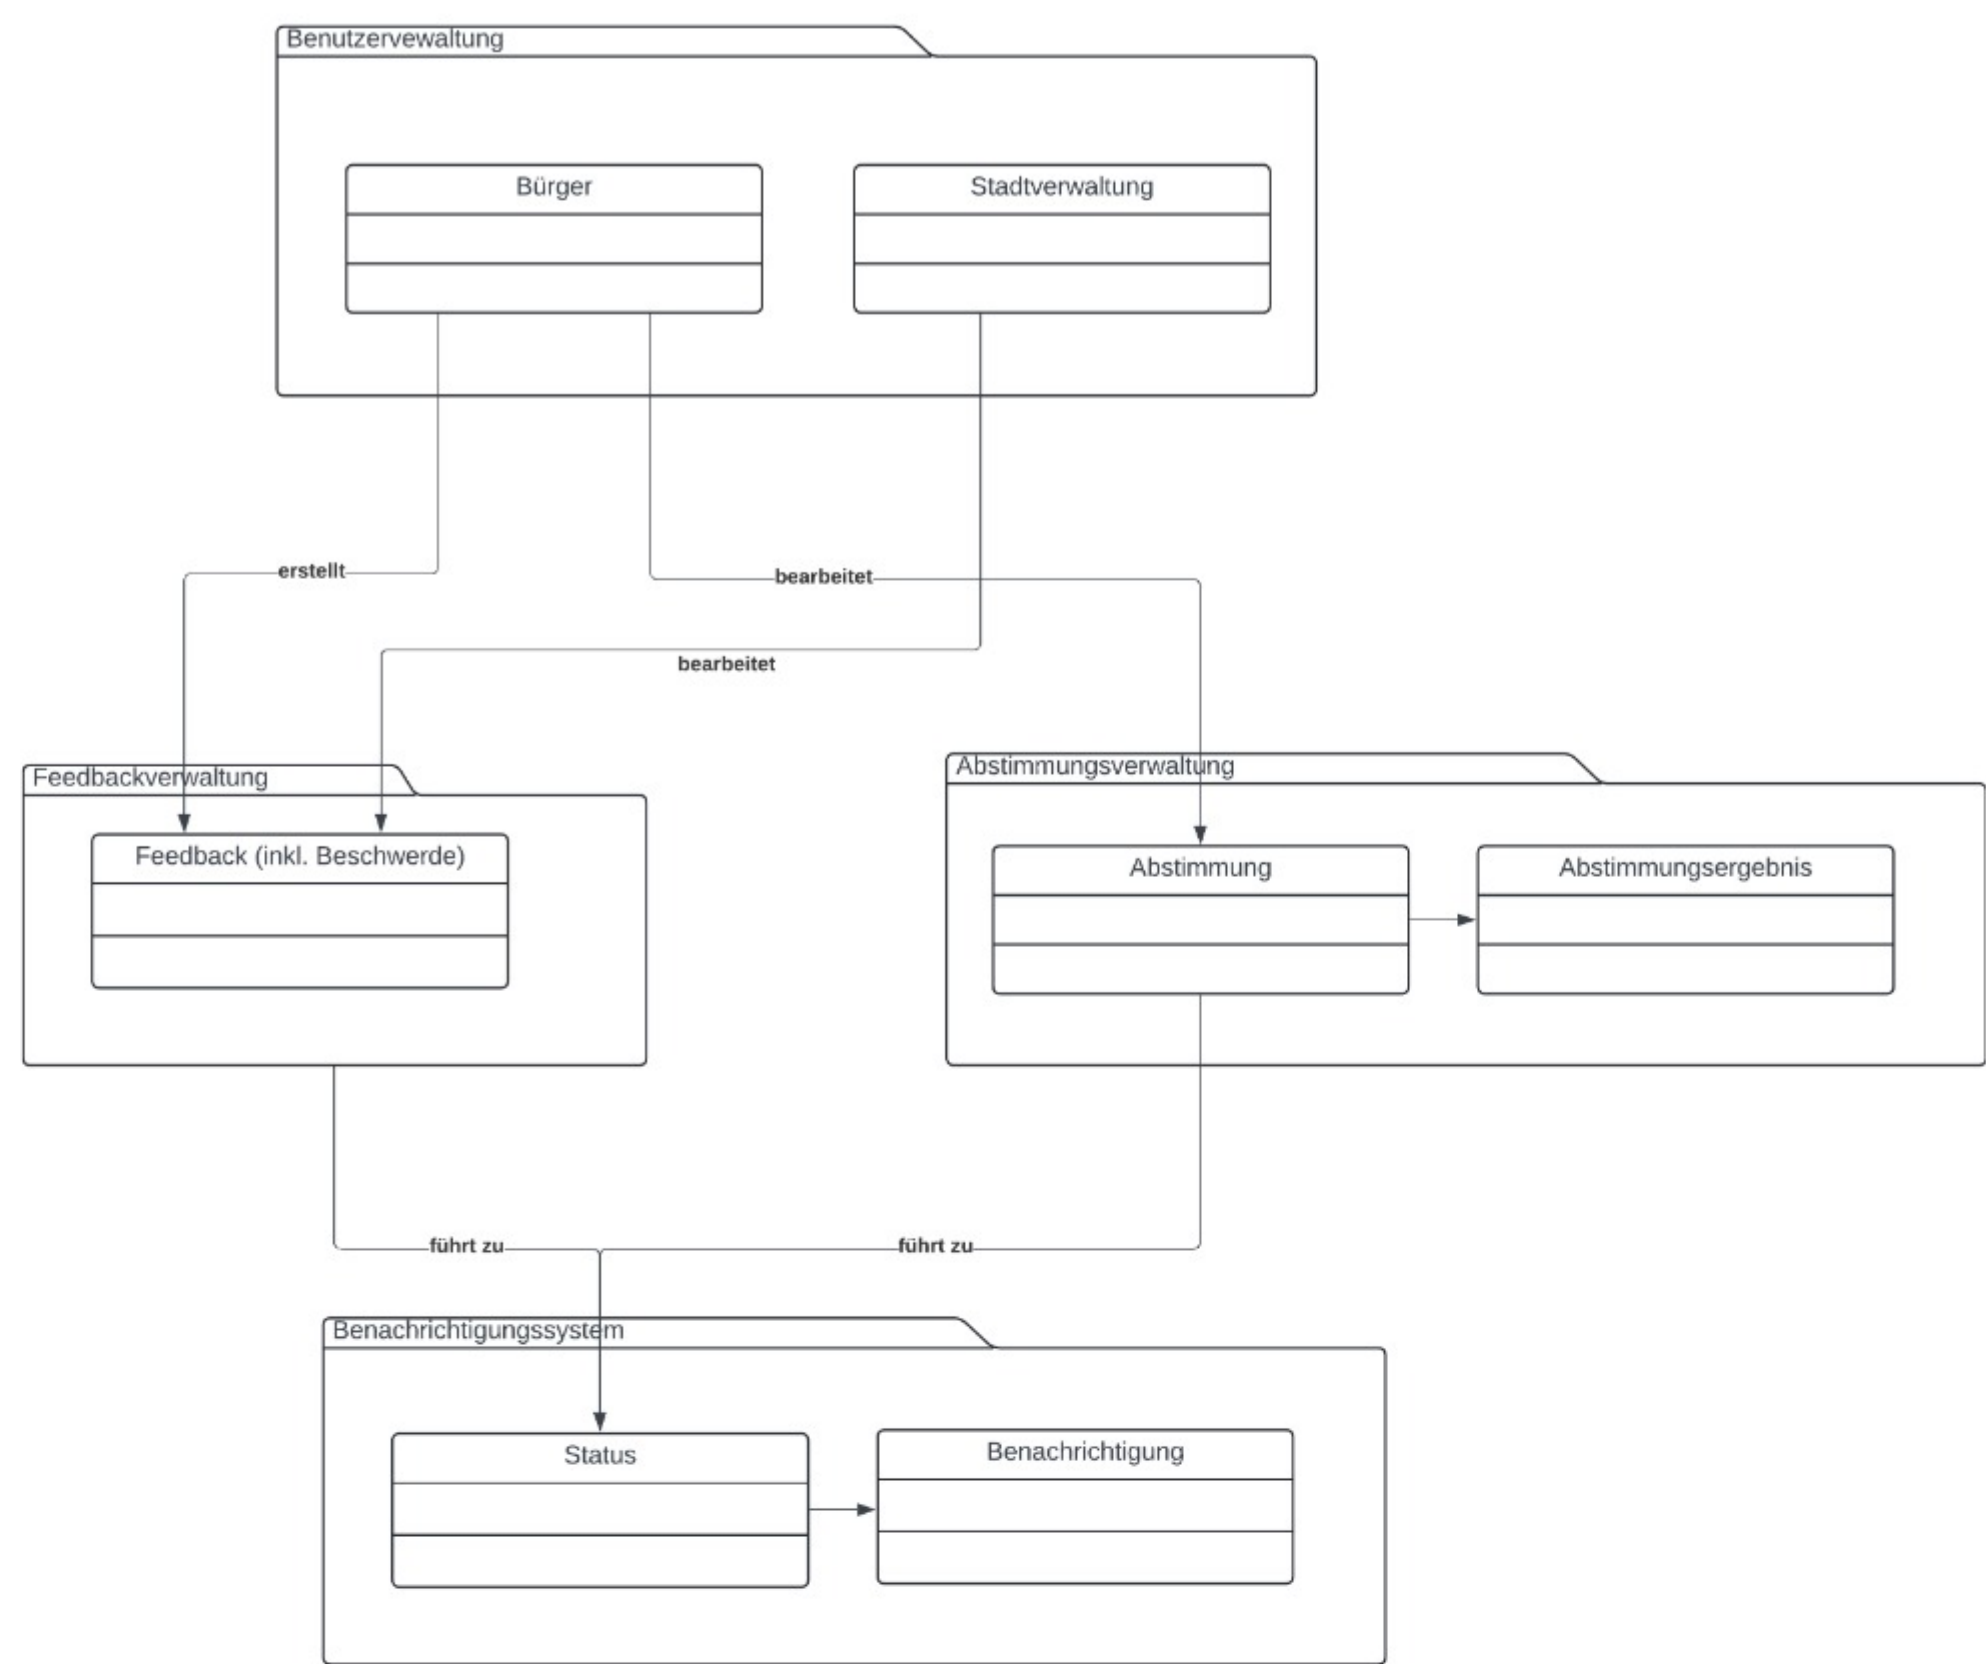 Benutzervewaltung
Bürger
Stadtverwaltung
erstellt
bearbeitet
bearbeitet
Feedbackverwaltung
Abstimmungsverwaltung
Feedback (inkl. Beschwerde)
Abstimmung
Abstimmungsergebnis
führt zu
führt zu
Benachrichtigungssystem
Status
Benachrichtigung